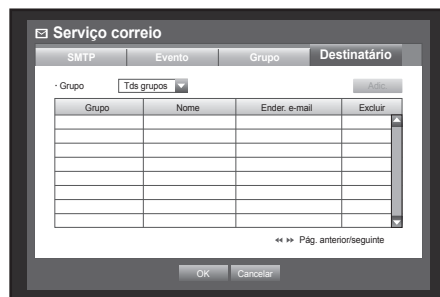 Serviço correio
SMTP Evento Grupo Destinatário
· Grupo Tds grupos Adic.
Grupo Nome Ender. e-mail Excluir
Pág. anterior/seguinte
OK Cancelar